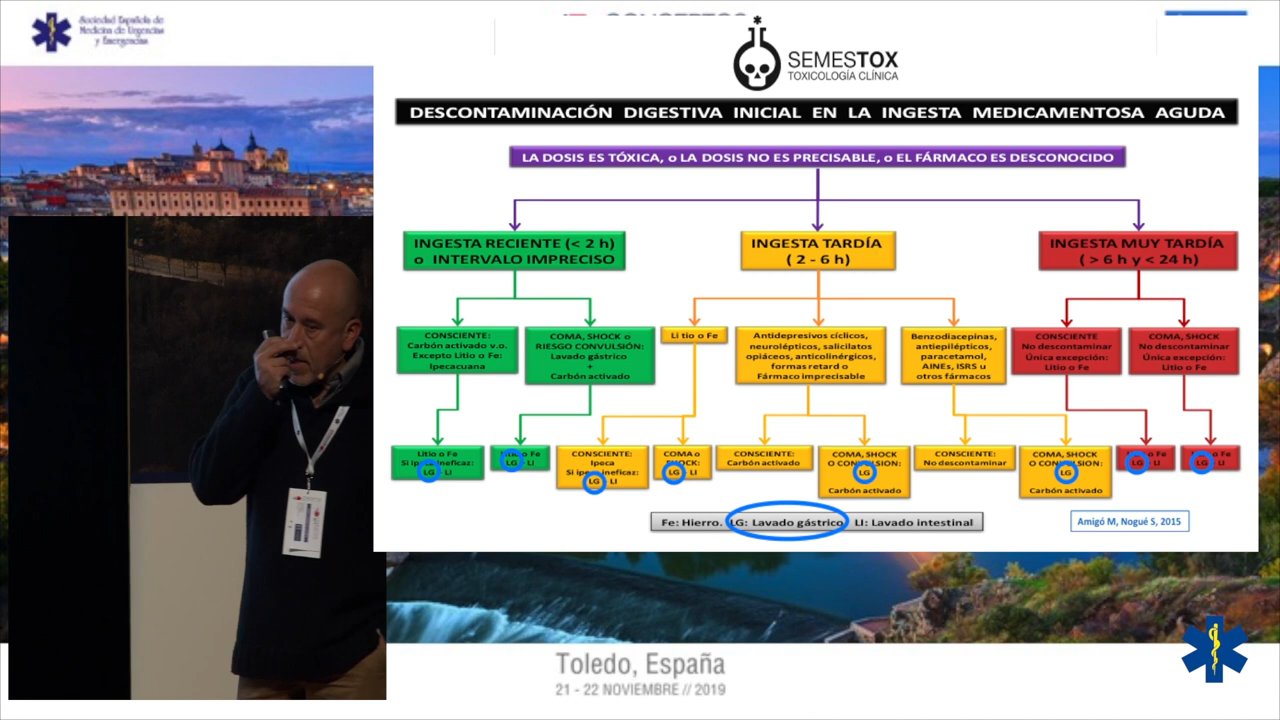 Sociedad Española de
Medicina de Urgencias
y Emergencias
SEMESTOX
TOXICOLOGÍA CLÍNICA
DESCONTAMINACIÓN DIGESTIVA INICIAL EN LA INGESTA MEDICAMENTOSA AGUDA
LA DOSIS ES TÓXICA, o LA DOSIS NO ES PRECISABLE, o EL FÁRMACO ES DESCONOCIDO
INGESTA RECIENTE (< 2 h)
o INTERVALO IMPRECISO
INGESTA TARDÍA
( 2 - 6 h)
INGESTA MUY TARDÍA
( > 6 h y < 24 h)
CONSCIENTE:
Carbón activado v.o.
Excepto Litio o Fe:
Ipecacuana
COMA, SHOCK o
RIESGO CONVULSIÓN:
Lavado gástrico
+
Carbón activado
Li tio o Fe
Antidepresivos cíclicos,
neurolépticos, salicilatos
opiáceos, anticolinérgicos,
formas retard o
Fármaco imprecisable
Benzodiacepinas,
antiepilépticos,
paracetamol,
AINEs, ISRS u
otros fármacos
CONSCIENTE
No descontaminar
Única excepción:
Litio o Fe
COMA, SHOCK
No descontaminar
Única excepción:
Litio o Fe
Litio o Fe
Si ipeca ineficaz:
LG LI
o Fe
LG LI
CONSCIENTE:
Ipeca
Si ipeca ineficaz:
LG LI
COMA o
SHOCK:
LG LI
CONSCIENTE:
Carbón activado
COMA, SHOCK
O CONVULSION:
LG
Carbón activado
CONSCIENTE:
No descontaminar
COMA, SHOCK
O CONVULSION:
LG
Carbón activado
o Fe
LG LI
o Fe
LG LI
Fe: Hierro. LG: Lavado gástrico LI: Lavado intestinal
Amigó M, Nogué S, 2015
Toledo, España
21 - 22 NOVIEMBRE // 2019